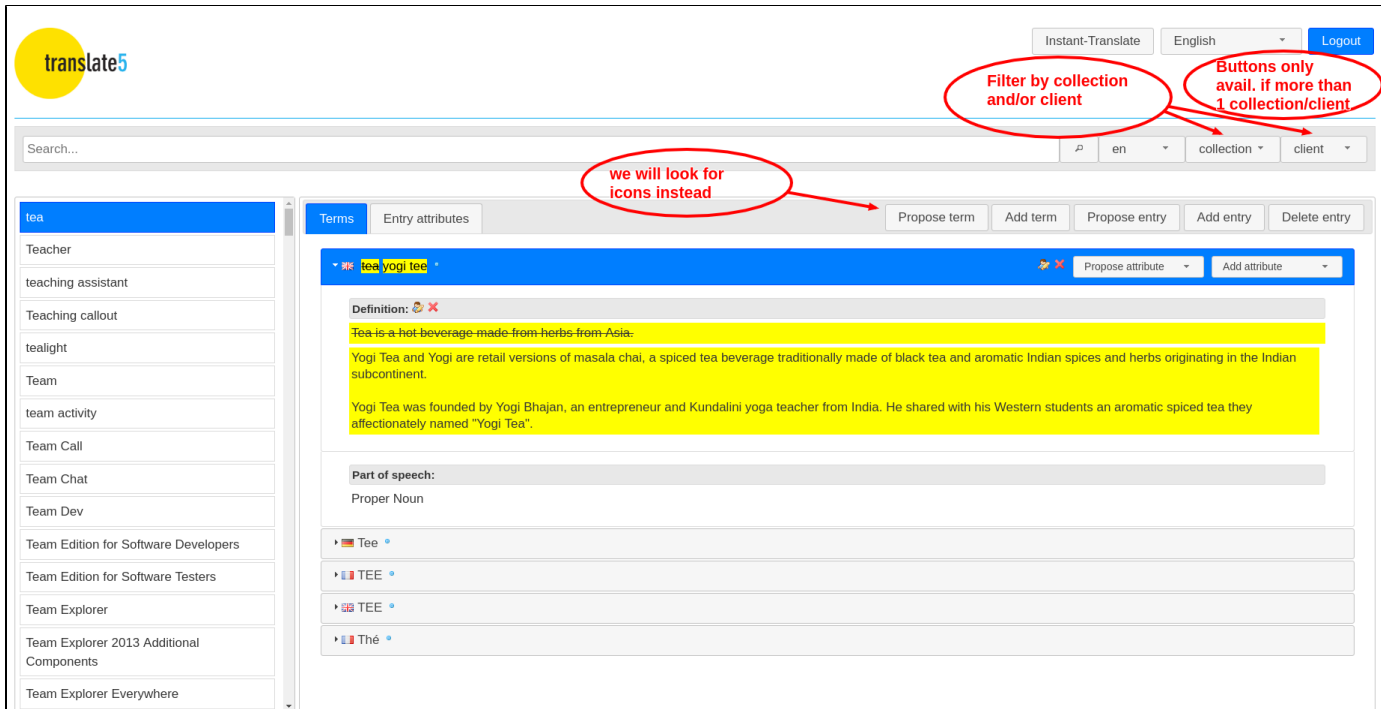 translate5
Instant-Translate
English
Logout
Filter by collection
and/or client
Buttons only
avail. if more than
1 collection/client
Search...
en
collection
client
we will look for
icons instead
tea
Teacher
teaching assistant
Teaching callout
tealight
Team
team activity
Team Call
Team Chat
Team Dev
Team Edition for Software Developers
Team Edition for Software Testers
Team Explorer
Team Explorer 2013 Additional
Components
Team Explorer Everywhere
Terms
Entry attributes
Propose term
Add term
Propose entry
Add entry
Delete entry
tea yogi tee
Propose attribute
Add attribute
Definition:
Tea is a hot beverage made from herbs from Asia.
Yogi Tea and Yogi are retail versions of masala chai, a spiced tea beverage traditionally made of black tea and aromatic Indian spices and herbs originating in the Indian
subcontinent.
Yogi Tea was founded by Yogi Bhajan, an entrepreneur and Kundalini yoga teacher from India. He shared with his Western students an aromatic spiced tea they
affectionately named "Yogi Tea".
Part of speech:
Proper Noun
Tee
TEE
TEE
Thé